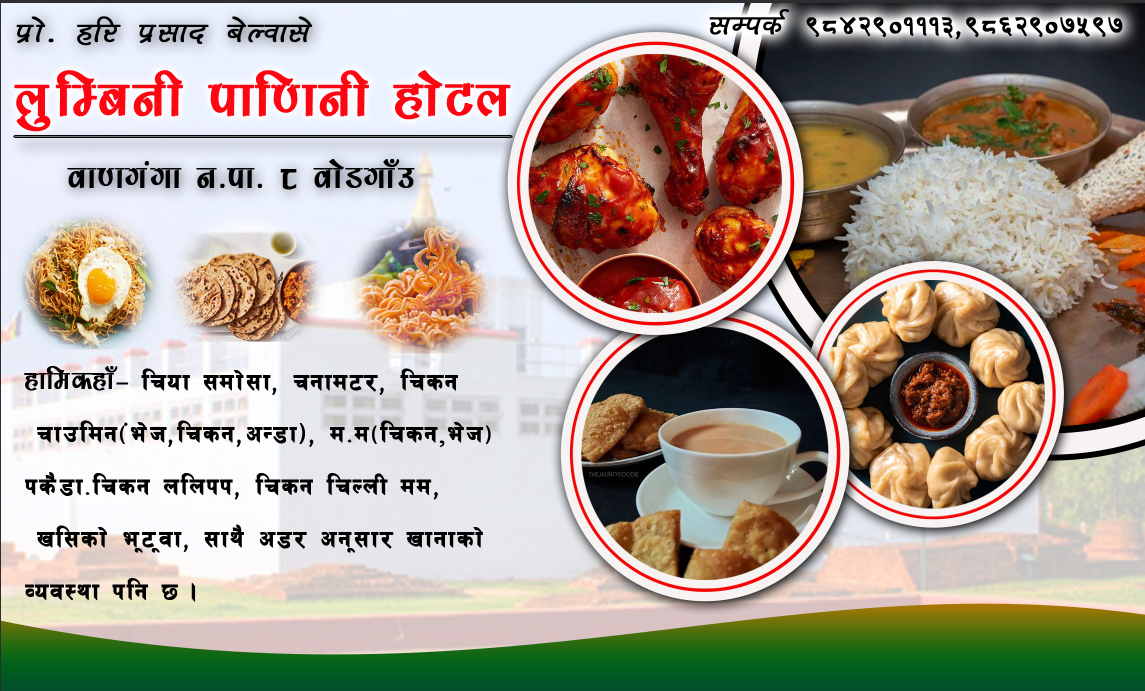 प्रो. हरि प्रसाद बेल्वासे
सम्पर्क ९८४२९०१११३,९८६२९०७५९७
लुम्बिनी पाणिनी होटल
वाणगंगा न.पा. ८ वोडगाँउ
हामिकहाँ– चिया समोसा, चनामटर, चिकन
चाउमिन(भेज,चिकन,अन्डा), म.म(चिकन,भेज)
पकैडा.चिकन ललिपप, चिकन चिल्ली मम,
खसिको भूटूवा, साथै अडर अनूसार खानाको
व्यवस्था पनि छ ।
THEJAUNTYFOODIE